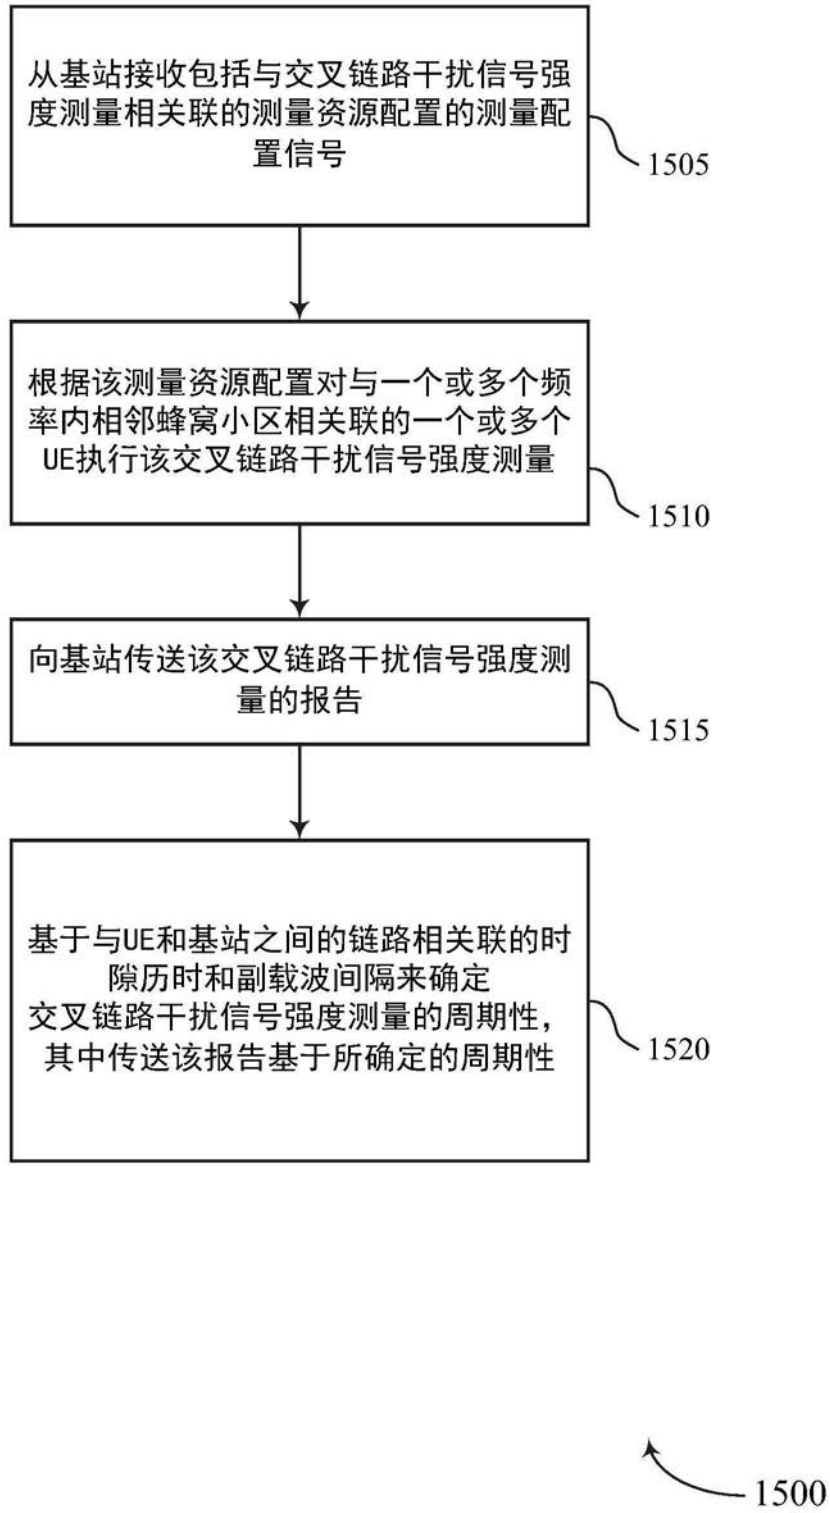 从基站接收包括与交叉链路干扰信号强
度测量相关联的测量资源配置的测量配
置信号
1505
根据该测量资源配置对与一个或多个频
率内相邻蜂窝小区相关联的一个或多个
UE执行该交叉链路干扰信号强度测量
1510
向基站传送该交叉链路干扰信号强度测
量的报告
1515
基于与UE和基站之间的链路相关联的时
隙历时和副载波间隔来确定
交叉链路干扰信号强度测量的周期性，
其中传送该报告基于所确定的周期性
1520
1500